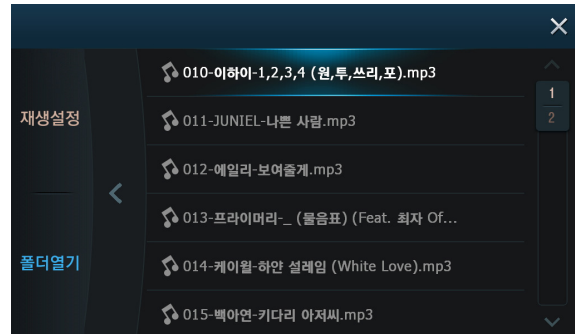 010-이하이-1,2,3,4 (원,투,쓰리,포).mp3
재생설정
011-JUNIEL-나쁜 사람.mp3
012-에일리-보여줄게.mp3
013-프라이머리-_ (물음표) (Feat. 최자 Of...
폴더열기
014-케이윌-하얀 설레임 (White Love).mp3
015-백아연-키다리 아저씨.mp3
1
2